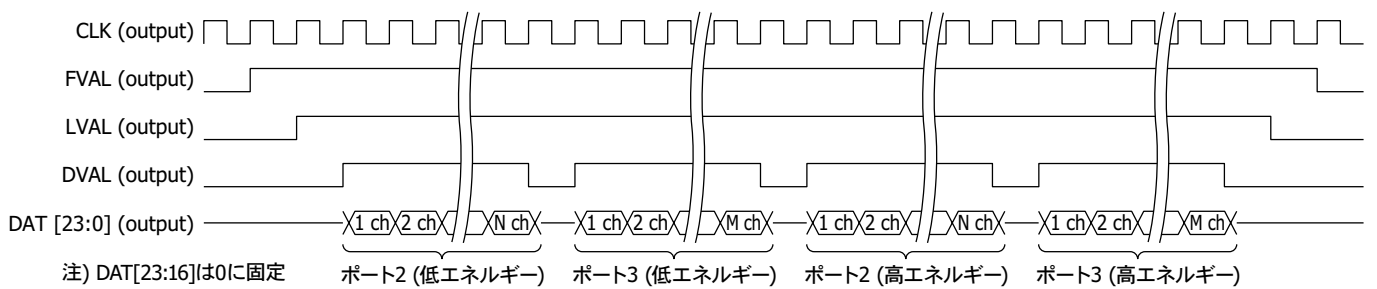 CLK (output)
FVAL (output)
LVAL (output)
DVAL (output)
DAT [23:0] (output) 1 ch 2 ch N ch 1 ch 2 ch M ch 1 ch 2 ch N ch 1 ch 2 ch M ch
注) DAT[23:16]は0に固定 ポート2 (低エネルギー) ポート3 (低エネルギー) ポート2 (高エネルギー) ポート3 (高エネルギー)